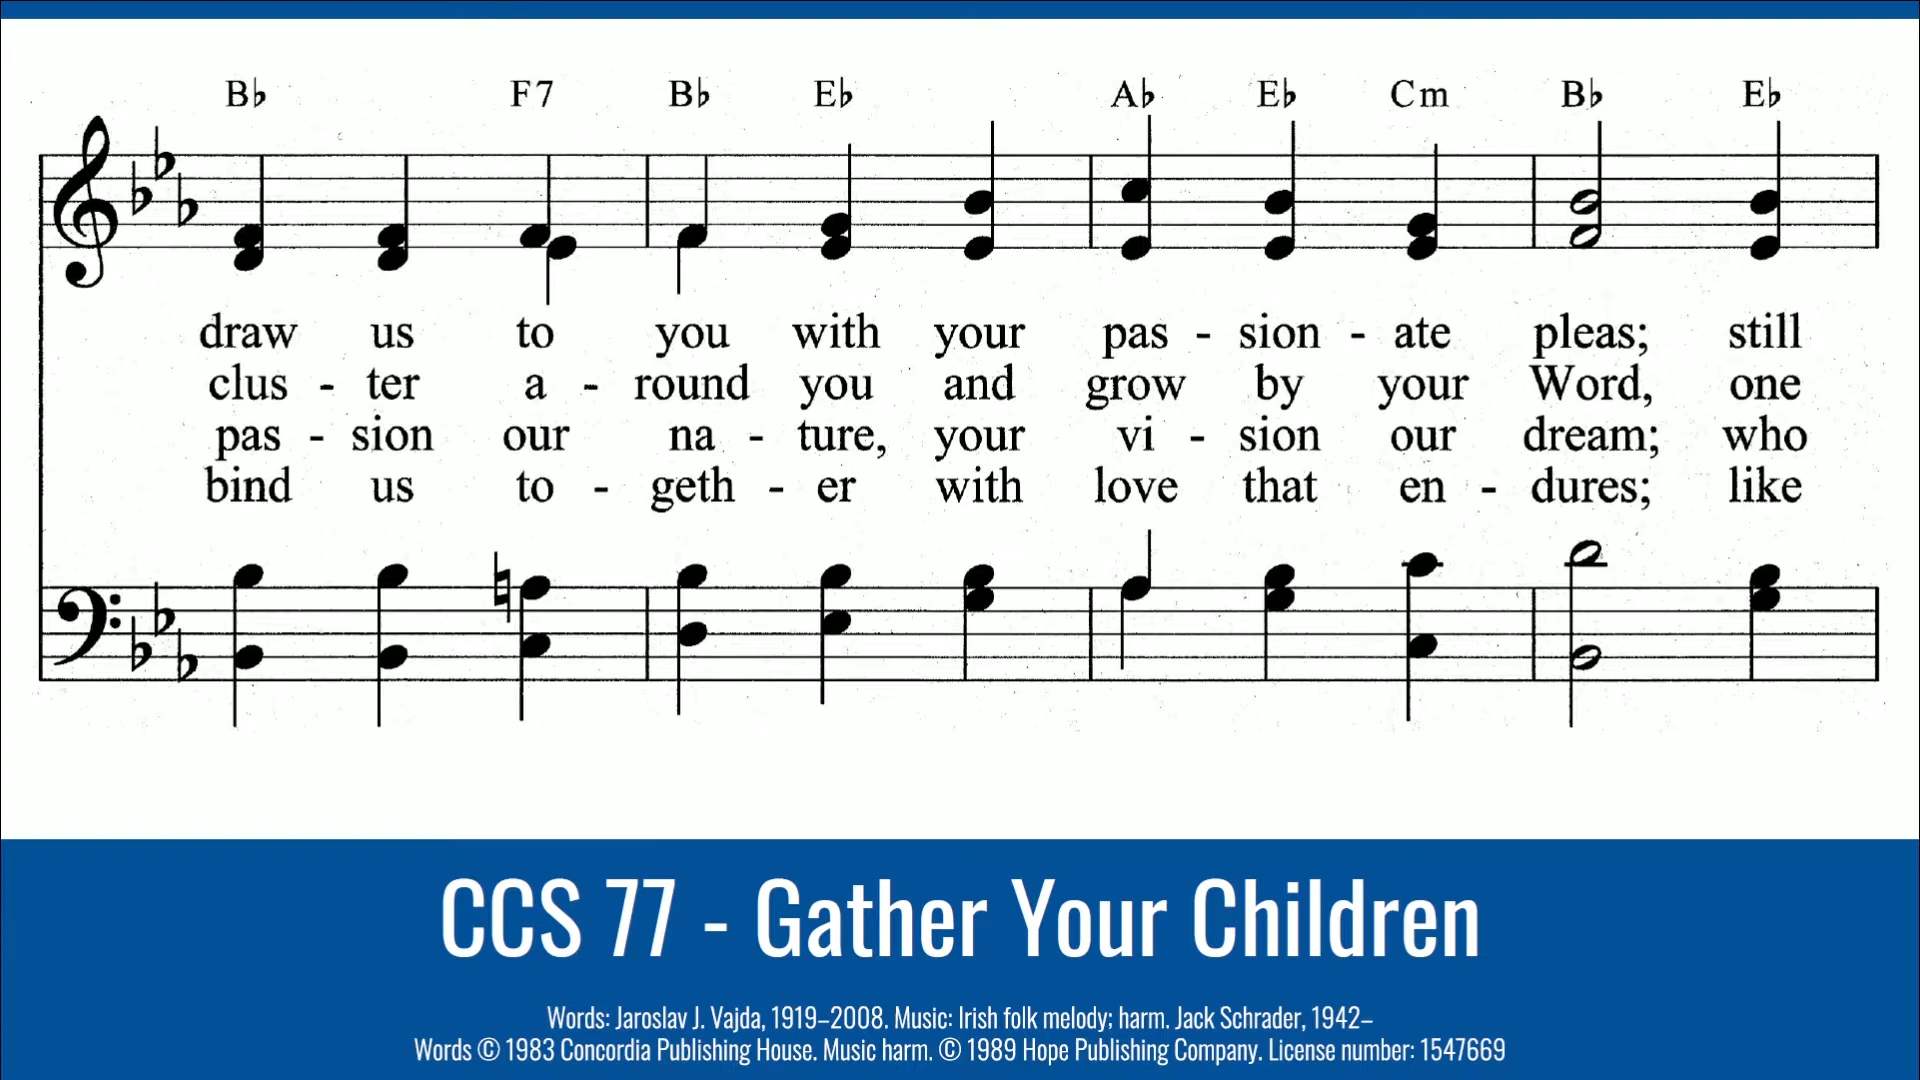 B♭ F7 B♭ E♭ A♭ E♭ Cm B♭ E♭
draw us to you with your pas - sion - ate pleas; still
clus - ter a - round you and grow by your Word, one
pas - sion our na - ture, your vi - sion our dream; who
bind us to - geth - er with love that en - dures; like
CCS 77 - Gather Your Children
Words: Jaroslav J. Vajda, 1919–2008. Music: Irish folk melody; harm. Jack Schrader, 1942–
Words © 1983 Concordia Publishing House. Music harm. © 1989 Hope Publishing Company. License number: 1547669